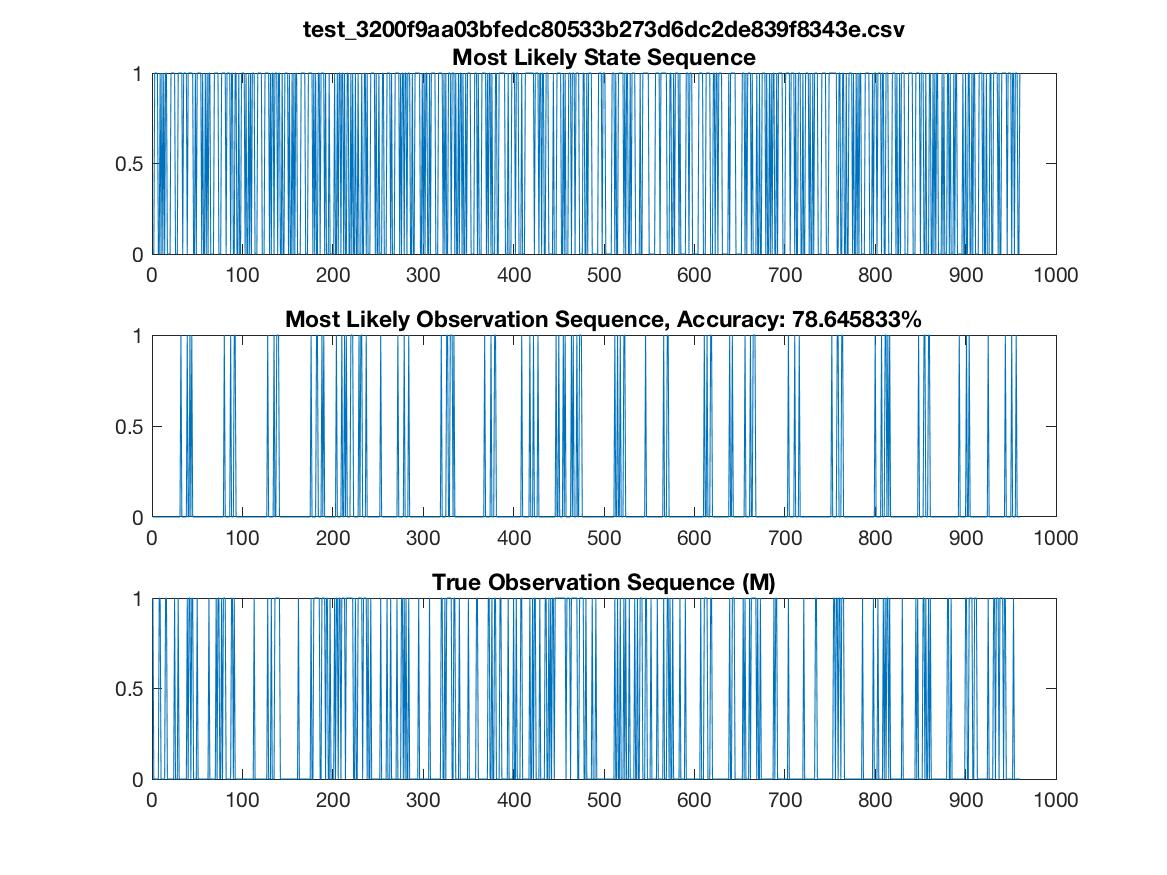 test_3200f9aa03bfedc80533b273d6dc2de839f8343e.csv
Most Likely State Sequence
1
0.5
0
0 100 200 300 400 500 600 700 800 900 1000
Most Likely Observation Sequence, Accuracy: 78.645833%
1
0.5
0
0 100 200 300 400 500 600 700 800 900 1000
True Observation Sequence (M)
1
0.5
0
0 100 200 300 400 500 600 700 800 900 1000